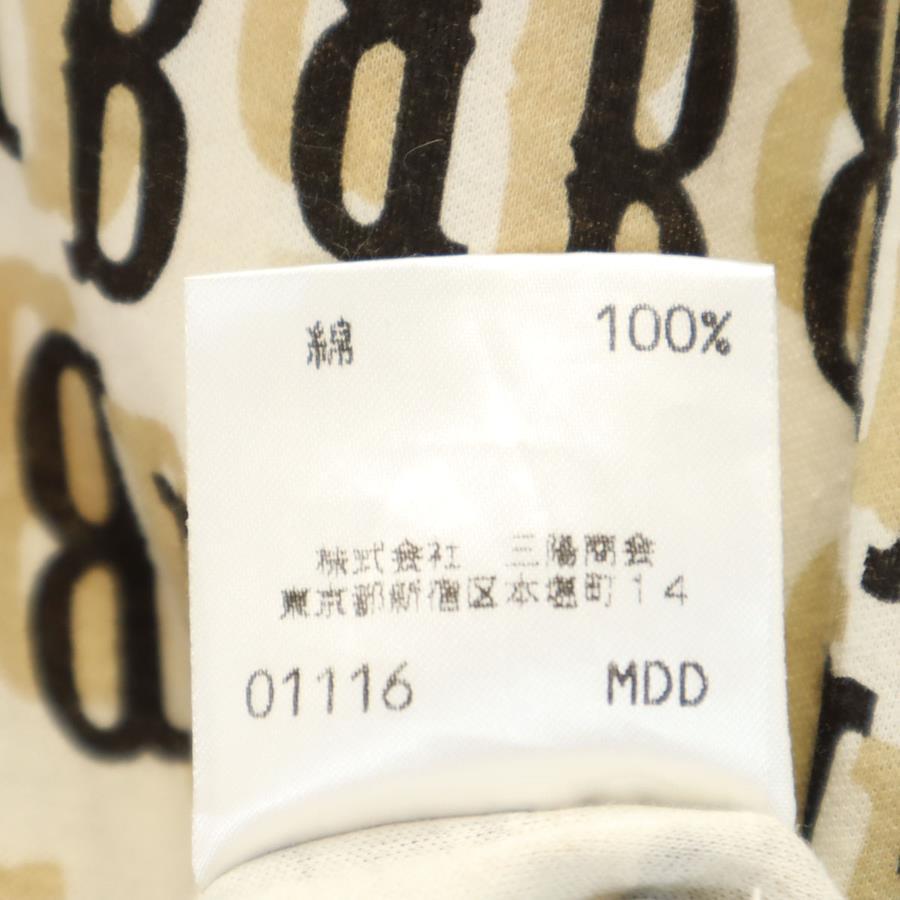 綿 100%
株式会社 三陽商会
東京都新宿区本塩町14
01116 MDD